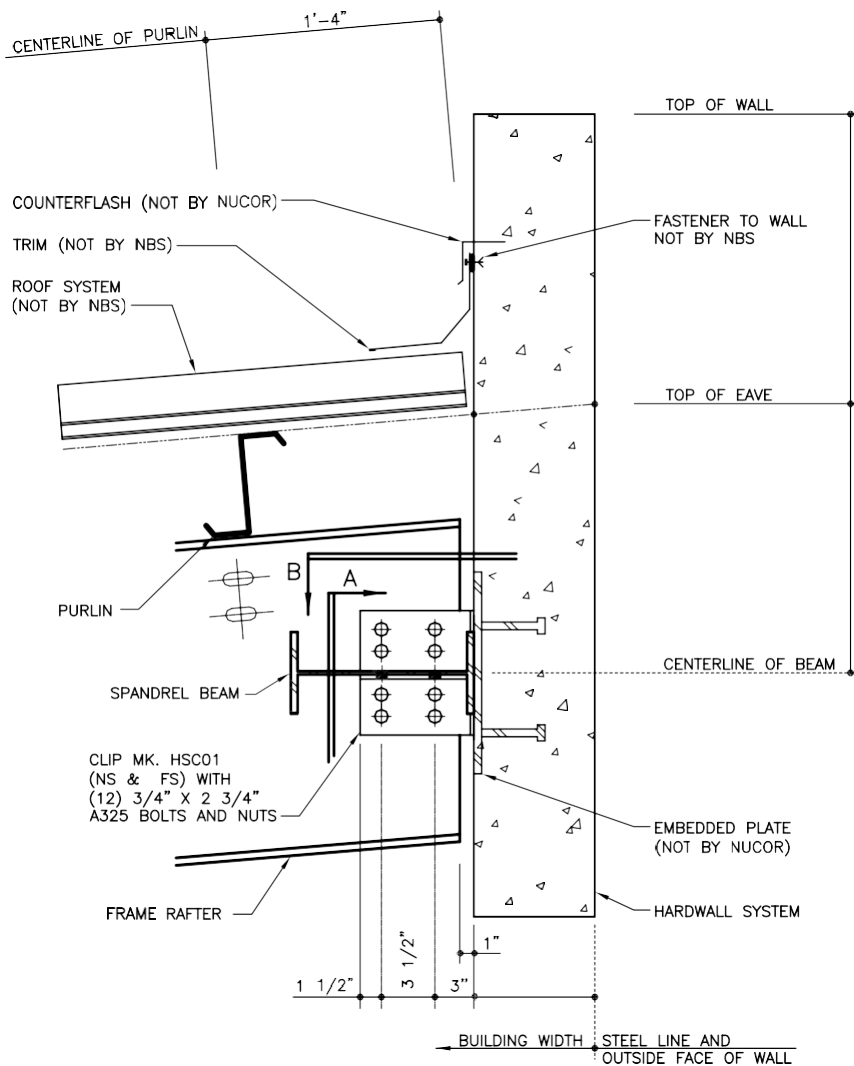 1'-4"
CENTERLINE OF PURLIN
TOP OF WALL
COUNTERFLASH (NOT BY NUCOR)
FASTENER TO WALL
NOT BY NBS
TRIM (NOT BY NBS)
ROOF SYSTEM
(NOT BY NBS)
TOP OF EAVE
B
A
PURLIN
CENTERLINE OF BEAM
SPANDREL BEAM
CLIP MK. HSC01
(NS & FS) WITH
(12) 3/4" X 2 3/4"
A325 BOLTS AND NUTS
EMBEDDED PLATE
(NOT BY NUCOR)
FRAME RAFTER
HARDWALL SYSTEM
1"
1 1/2"
3 1/2"
3"
BUILDING WIDTH
STEEL LINE AND
OUTSIDE FACE OF WALL